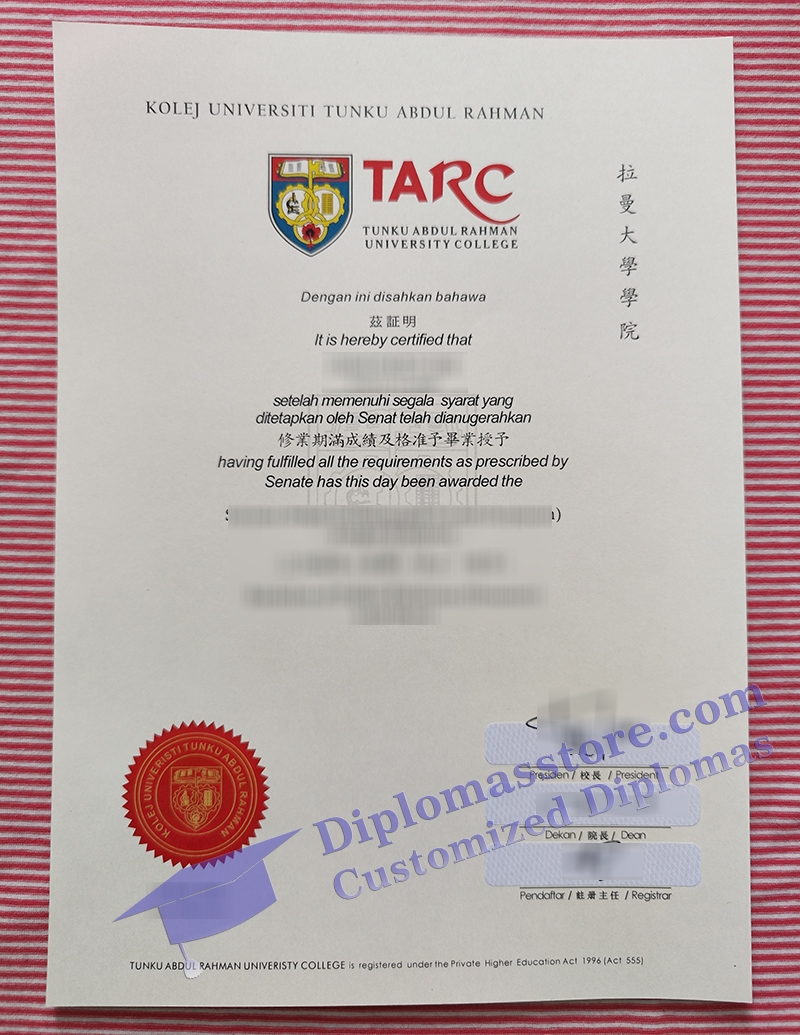 KOLEJ UNIVERSITI TUNKU ABDUL RAHMAN
TARC
TUNKU ABDUL RAHMAN
UNIVERSITY COLLEGE
拉曼大學學院
Dengan ini disahkan bahawa
茲証明
It is hereby certified that
setelah memenuhi segala syarat yang
ditetapkan oleh Senat telah dianugerahkan
修業期滿成績及格准予畢業授予
having fulfilled all the requirements as prescribed by
Senate has this day been awarded the
KOLEJ UNIVERISTI TUNKU ABDUL RAHMAN
Diplomasstore.com
Customized Diplomas
Presiden / 校長 / President
Dekan / 院長 / Dean
Pendaftar / 註册主任 / Registrar
TUNKU ABDUL RAHMAN UNIVERISTY COLLEGE is registered under the Private Higher Education Act 1996 (Act 555)